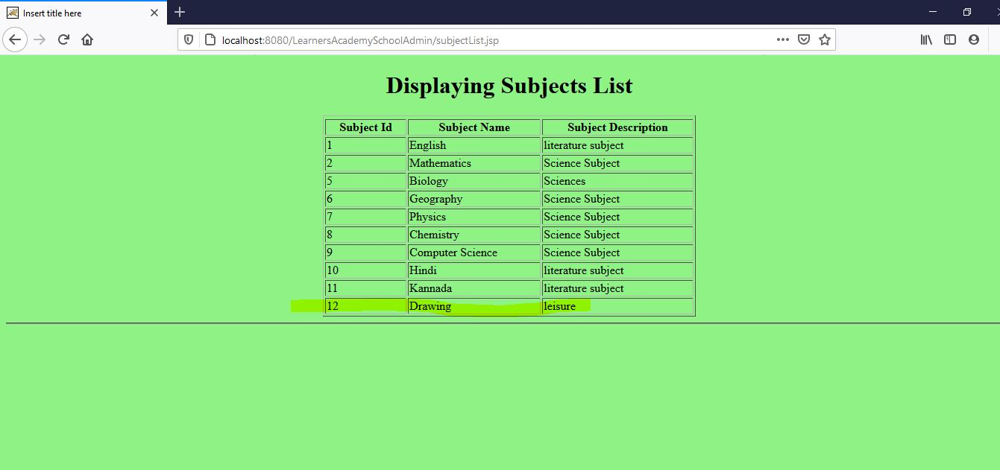 Insert title here
localhost:8080/LearnersAcademySchoolAdmin/subjectList.jsp
Displaying Subjects List
Subject Id Subject Name Subject Description
1 English literature subject
2 Mathematics Science Subject
5 Biology Sciences
6 Geography Science Subject
7 Physics Science Subject
8 Chemistry Science Subject
9 Computer Science Science Subject
10 Hindi literature subject
11 Kannada literature subject
12 Drawing leisure